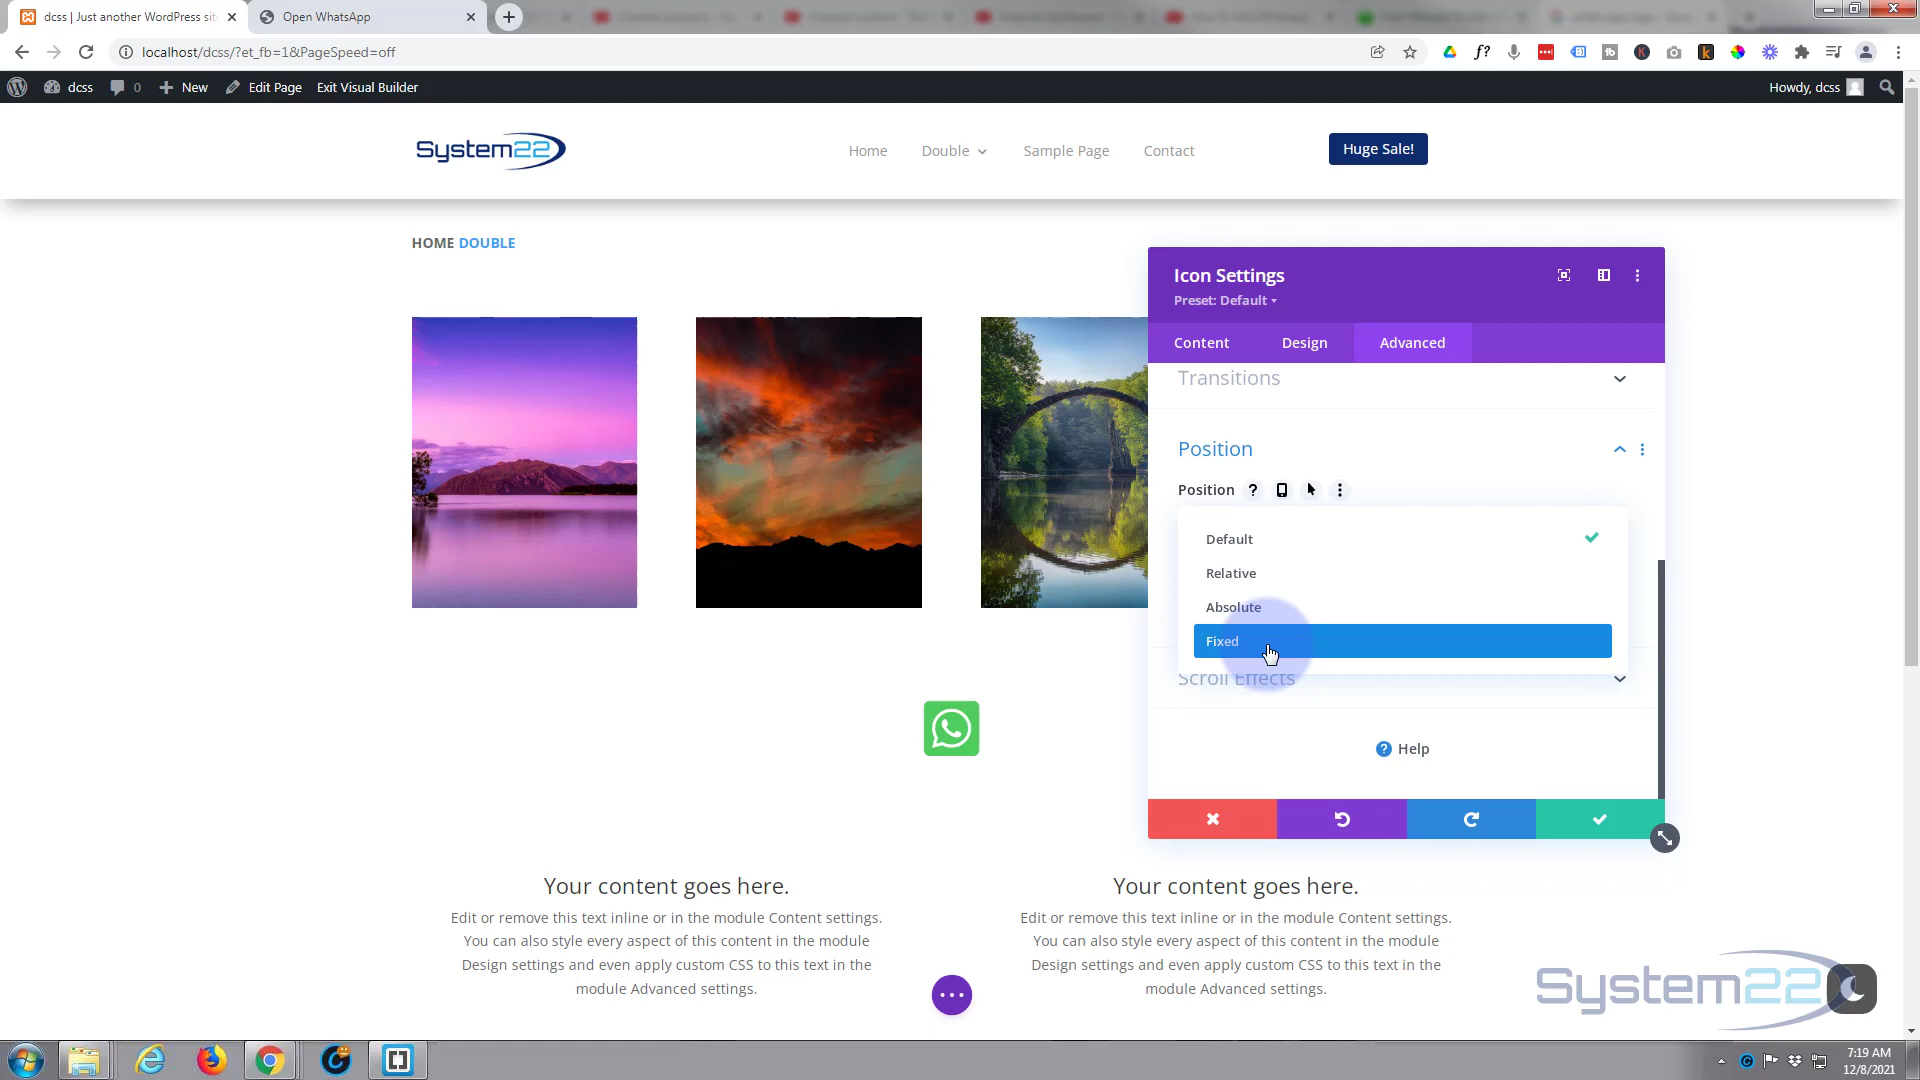 dcss | Just another WordPress sit
Open WhatsApp
localhost/dcss/?et_fb=1&PageSpeed=off
dcss
0
New
Edit Page
Exit Visual Builder
Howdy, dcss
System22
Home
Double
Sample Page
Contact
Huge Sale!
HOME DOUBLE
Icon Settings
Preset: Default
Content
Design
Advanced
Transitions
Position
Position
Default
Relative
Absolute
Fixed
Scroll Effects
Help
Your content goes here.
Edit or remove this text inline or in the module Content settings.
You can also style every aspect of this content in the module
Design settings and even apply custom CSS to this text in the
module Advanced settings.
Your content goes here.
Edit or remove this text inline or in the module Content settings.
You can also style every aspect of this content in the module
Design settings and even apply custom CSS to this text in the
module Advanced settings.
System22
7:19 AM
12/8/2021